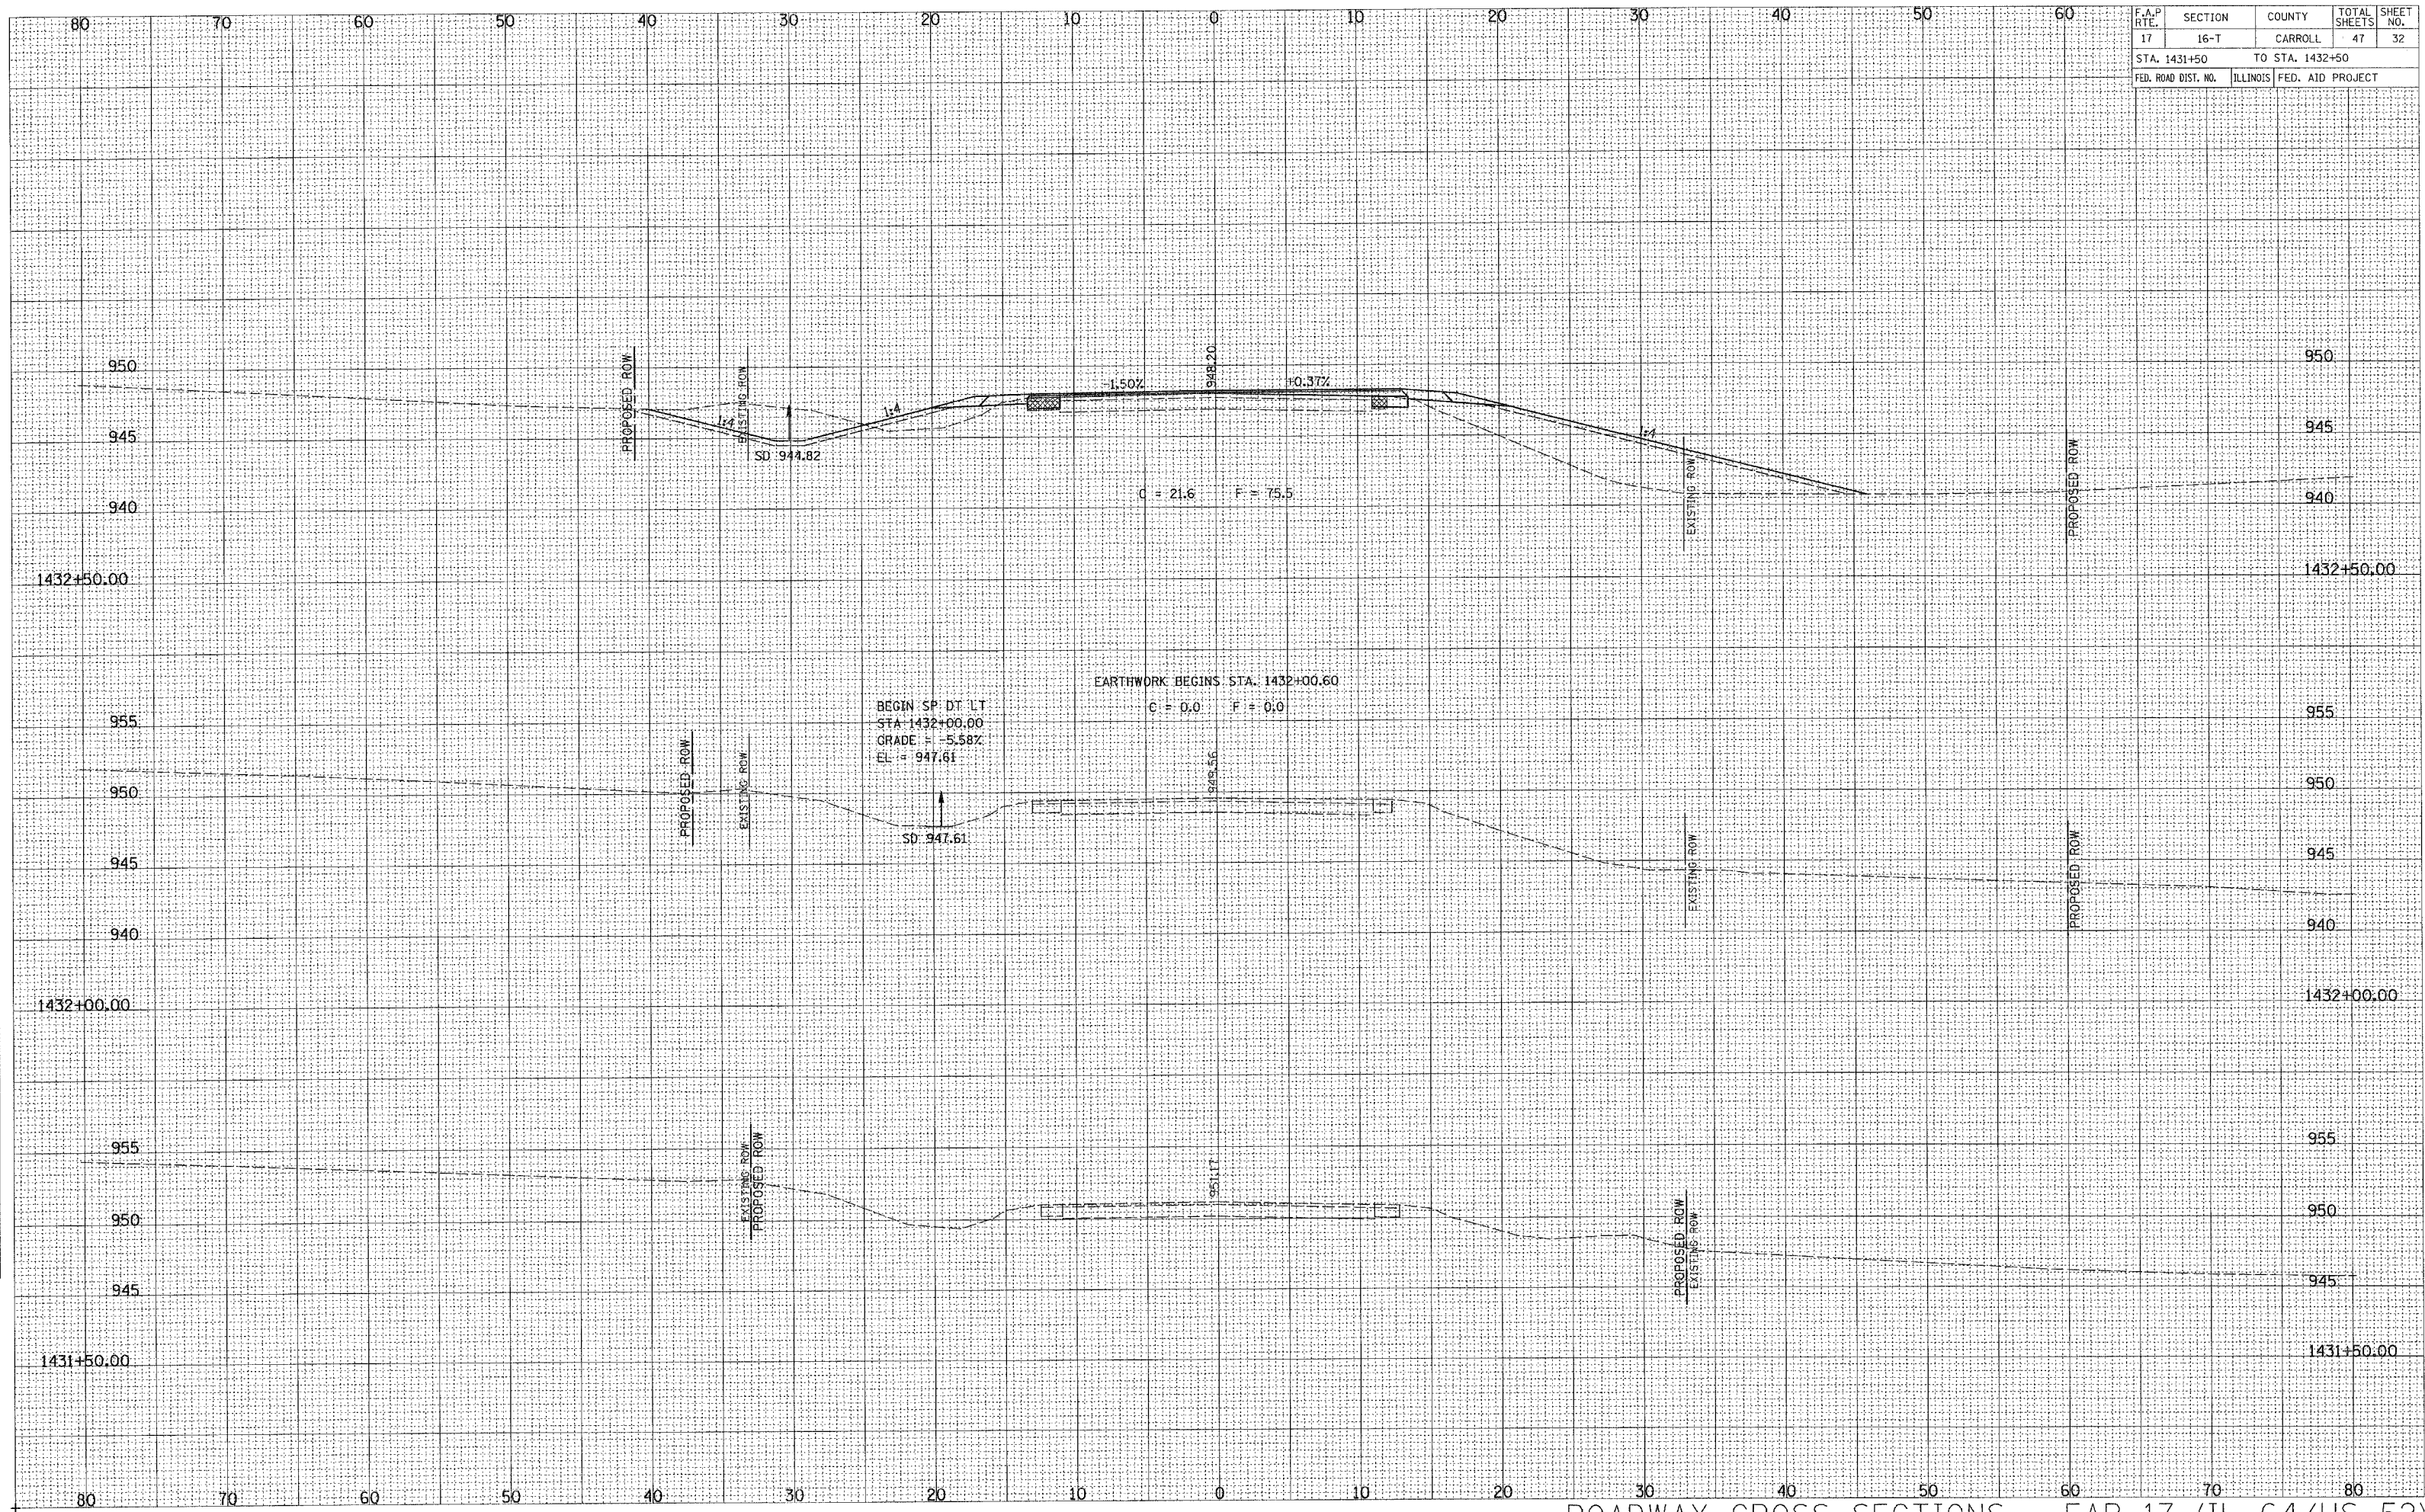 80 70 60 50 40 30 20 10 0 10 20 30 40 50 60
F.A.P RTE. SECTION COUNTY TOTAL SHEETS SHEET NO.
17 16-T CARROLL 47 32
STA. 1431+50 TO STA. 1432+50
FED. ROAD DIST. NO. ILLINOIS FED. AID PROJECT
950 PROPOSED ROW EXISTING ROW -1.50% 948.20 +0.37% 950
1:4 1:4
945 1:4 945
SD 944.82
C = 21.6 F = 75.5
940 EXISTING ROW PROPOSED ROW 940
1432+50.00 1432+50.00
EARTHWORK BEGINS STA. 1432+00.60
C = 0.0 F = 0.0
BEGIN SP DT LT
STA 1432+00.00
GRADE = -5.58%
EL = 947.61
955 955
950 PROPOSED ROW EXISTING ROW 949.56 950
SD 947.61
945 EXISTING ROW PROPOSED ROW 945
940 940
1432+00.00 1432+00.00
955 955
EXISTING ROW PROPOSED ROW 951.17
950 950
PROPOSED ROW EXISTING ROW
945 945
1431+50.00 1431+50.00
80 70 60 50 40 30 20 10 0 10 20 30 40 50 60 70 80